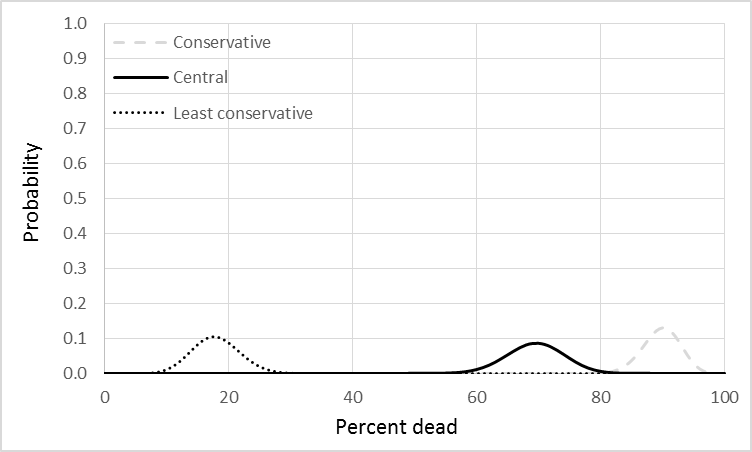 1.0
0.9
0.8
0.7
0.6
0.5
0.4
0.3
0.2
0.1
0.0
Probability
Conservative
Central
Least conservative
0 20 40 60 80 100
Percent dead